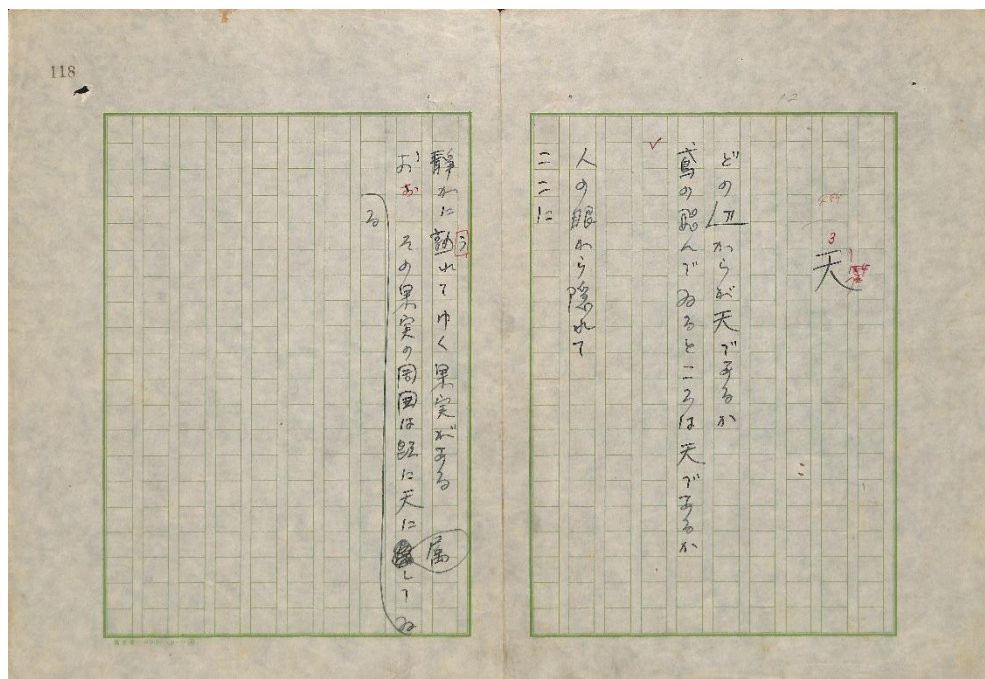 118
天
どの辺からが天であるか
鳶の飛んでゐるところは天であるか
人の眼から隠れて
ここに
静かに熟れてゆく果実がある
おお その果実の周囲は既に天に属してゐ
る